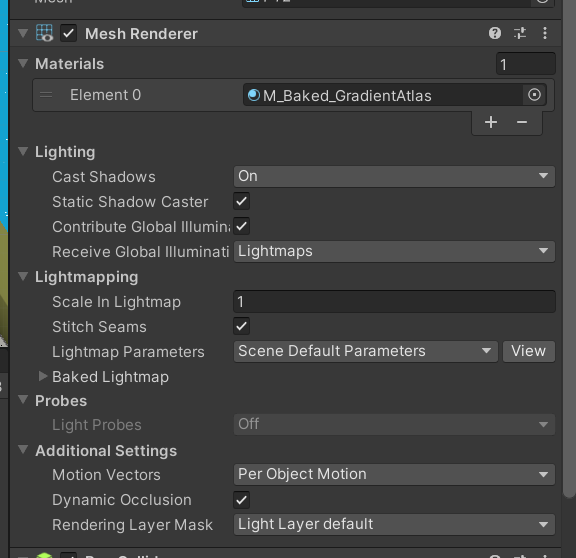 Mesh
Mesh Renderer
Materials 1
Element 0 M_Baked_GradientAtlas
Lighting
Cast Shadows On
Static Shadow Caster
Contribute Global Illumin
Receive Global Illuminati Lightmaps
Lightmapping
Scale In Lightmap 1
Stitch Seams
Lightmap Parameters Scene Default Parameters View
Baked Lightmap
Probes
Light Probes Off
Additional Settings
Motion Vectors Per Object Motion
Dynamic Occlusion
Rendering Layer Mask Light Layer default